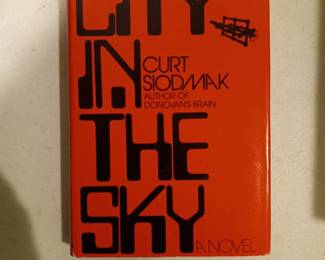 CITY
IN
CURT
SIODMAK
AUTHOR OF
DONOVAN'S BRAIN
THE
SKY
A NOVEL